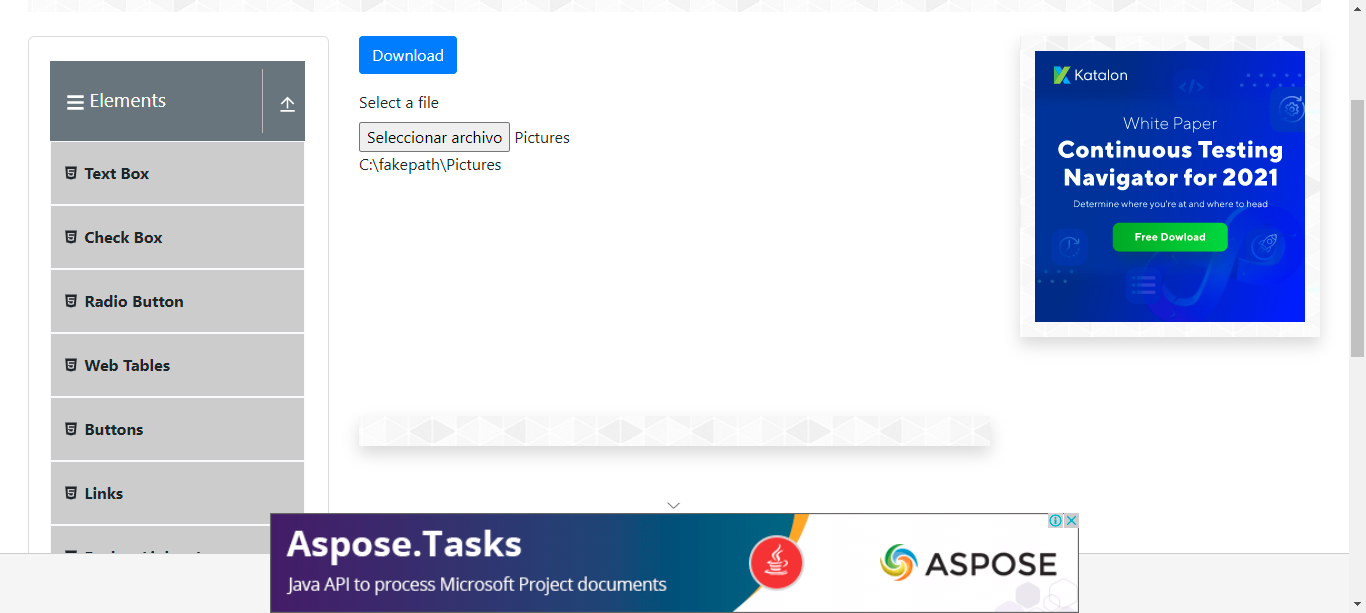 Elements
Text Box
Check Box
Radio Button
Web Tables
Buttons
Links
Download
Select a file
Seleccionar archivo Pictures
C:\fakepath\Pictures
Katalon
White Paper
Continuous Testing
Navigator for 2021
Determine where you're at and where to head
Free Dowload
Aspose.Tasks
Java API to process Microsoft Project documents
ASPOSE